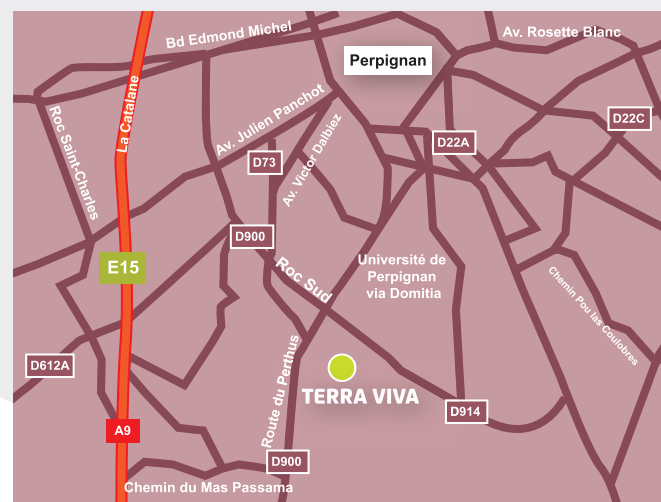 Bd Edmond Michel
Av. Rosette Blanc
Perpignan
La Catalane
Roc Saint-Charles
Av. Julien Panchot
D22C
D22A
D73
Av. Victor Dalbiez
D900
E15
Roc Sud
Université de
Perpignan
via Domitia
Chemin Pou las Coulobres
D612A
Route du Perthus
TERRA VIVA
D914
A9
D900
Chemin du Mas Passama